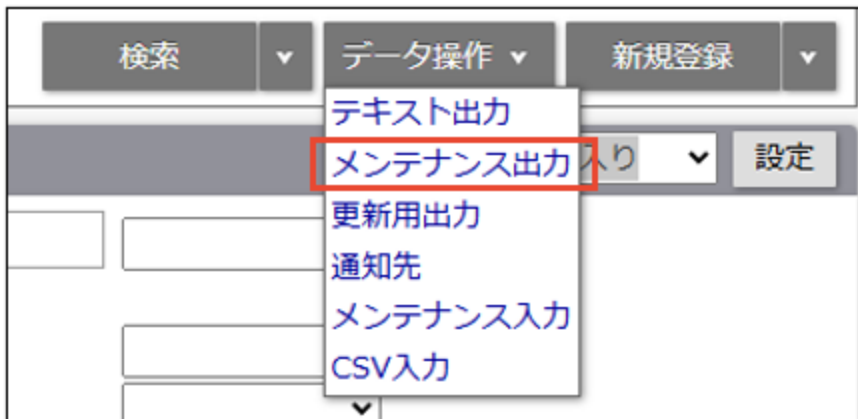 検索
データ操作
新規登録
テキスト出力
メンテナンス出力
入り
設定
更新用出力
通知先
メンテナンス入力
CSV入力